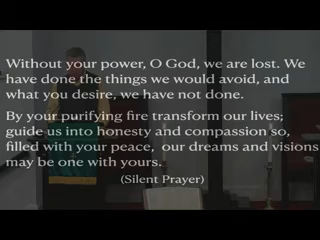 Without your power, O God, we are lost. We
have done the things we would avoid, and
what you desire, we have not done.
By your purifying fire transform our lives;
guide us into honesty and compassion so,
filled with your peace, our dreams and visions
may be one with yours.
(Silent Prayer)